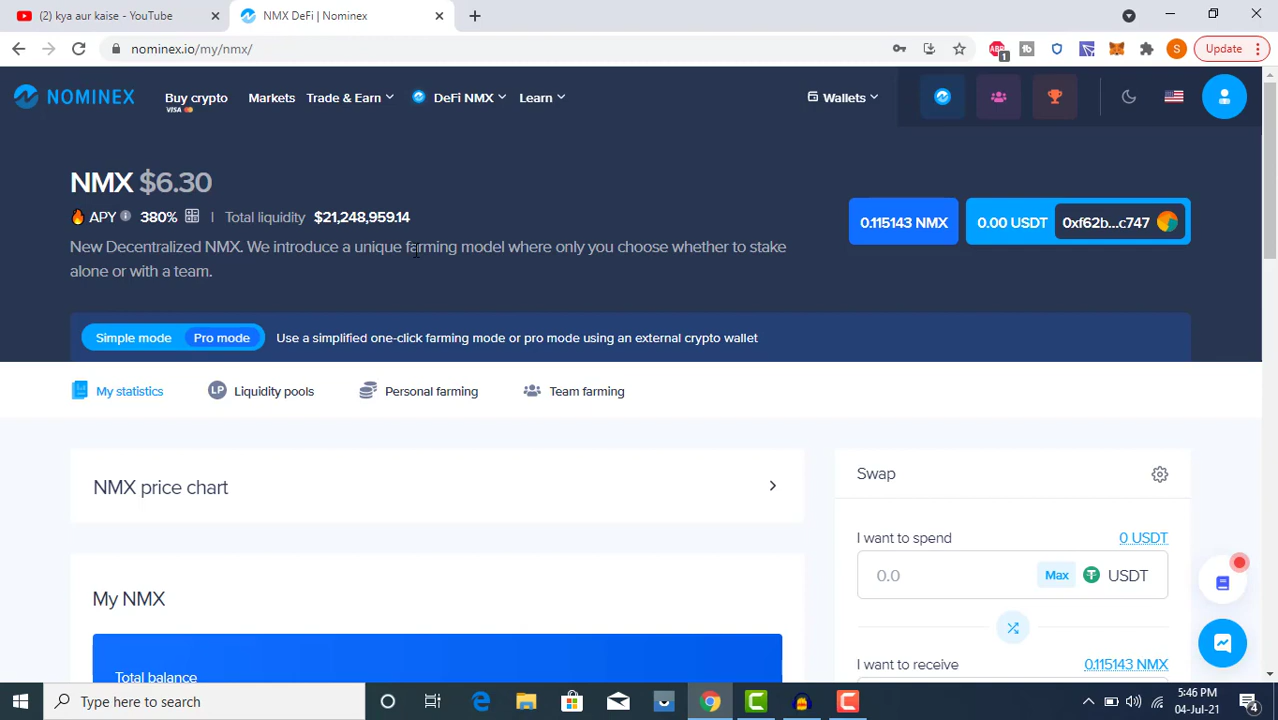 (2) kya aur kaise - YouTube
NMX DeFi | Nominex
nominex.io/my/nmx/
ABP
1
S
Update
NOMINEX
Buy crypto
VISA
Markets
Trade & Earn
DeFi NMX
Learn
Wallets
NMX $6.30
APY 380% | Total liquidity $21,248,959.14
New Decentralized NMX. We introduce a unique farming model where only you choose whether to stake
alone or with a team.
0.115143 NMX
0.00 USDT
0xf62b...c747
Simple mode
Pro mode
Use a simplified one-click farming mode or pro mode using an external crypto wallet
My statistics
LP
Liquidity pools
Personal farming
Team farming
NMX price chart
Swap
I want to spend
0 USDT
0.0
Max
USDT
My NMX
I want to receive
0.115143 NMX
Total balance
Type here to search
5:46 PM
04-Jul-21
4